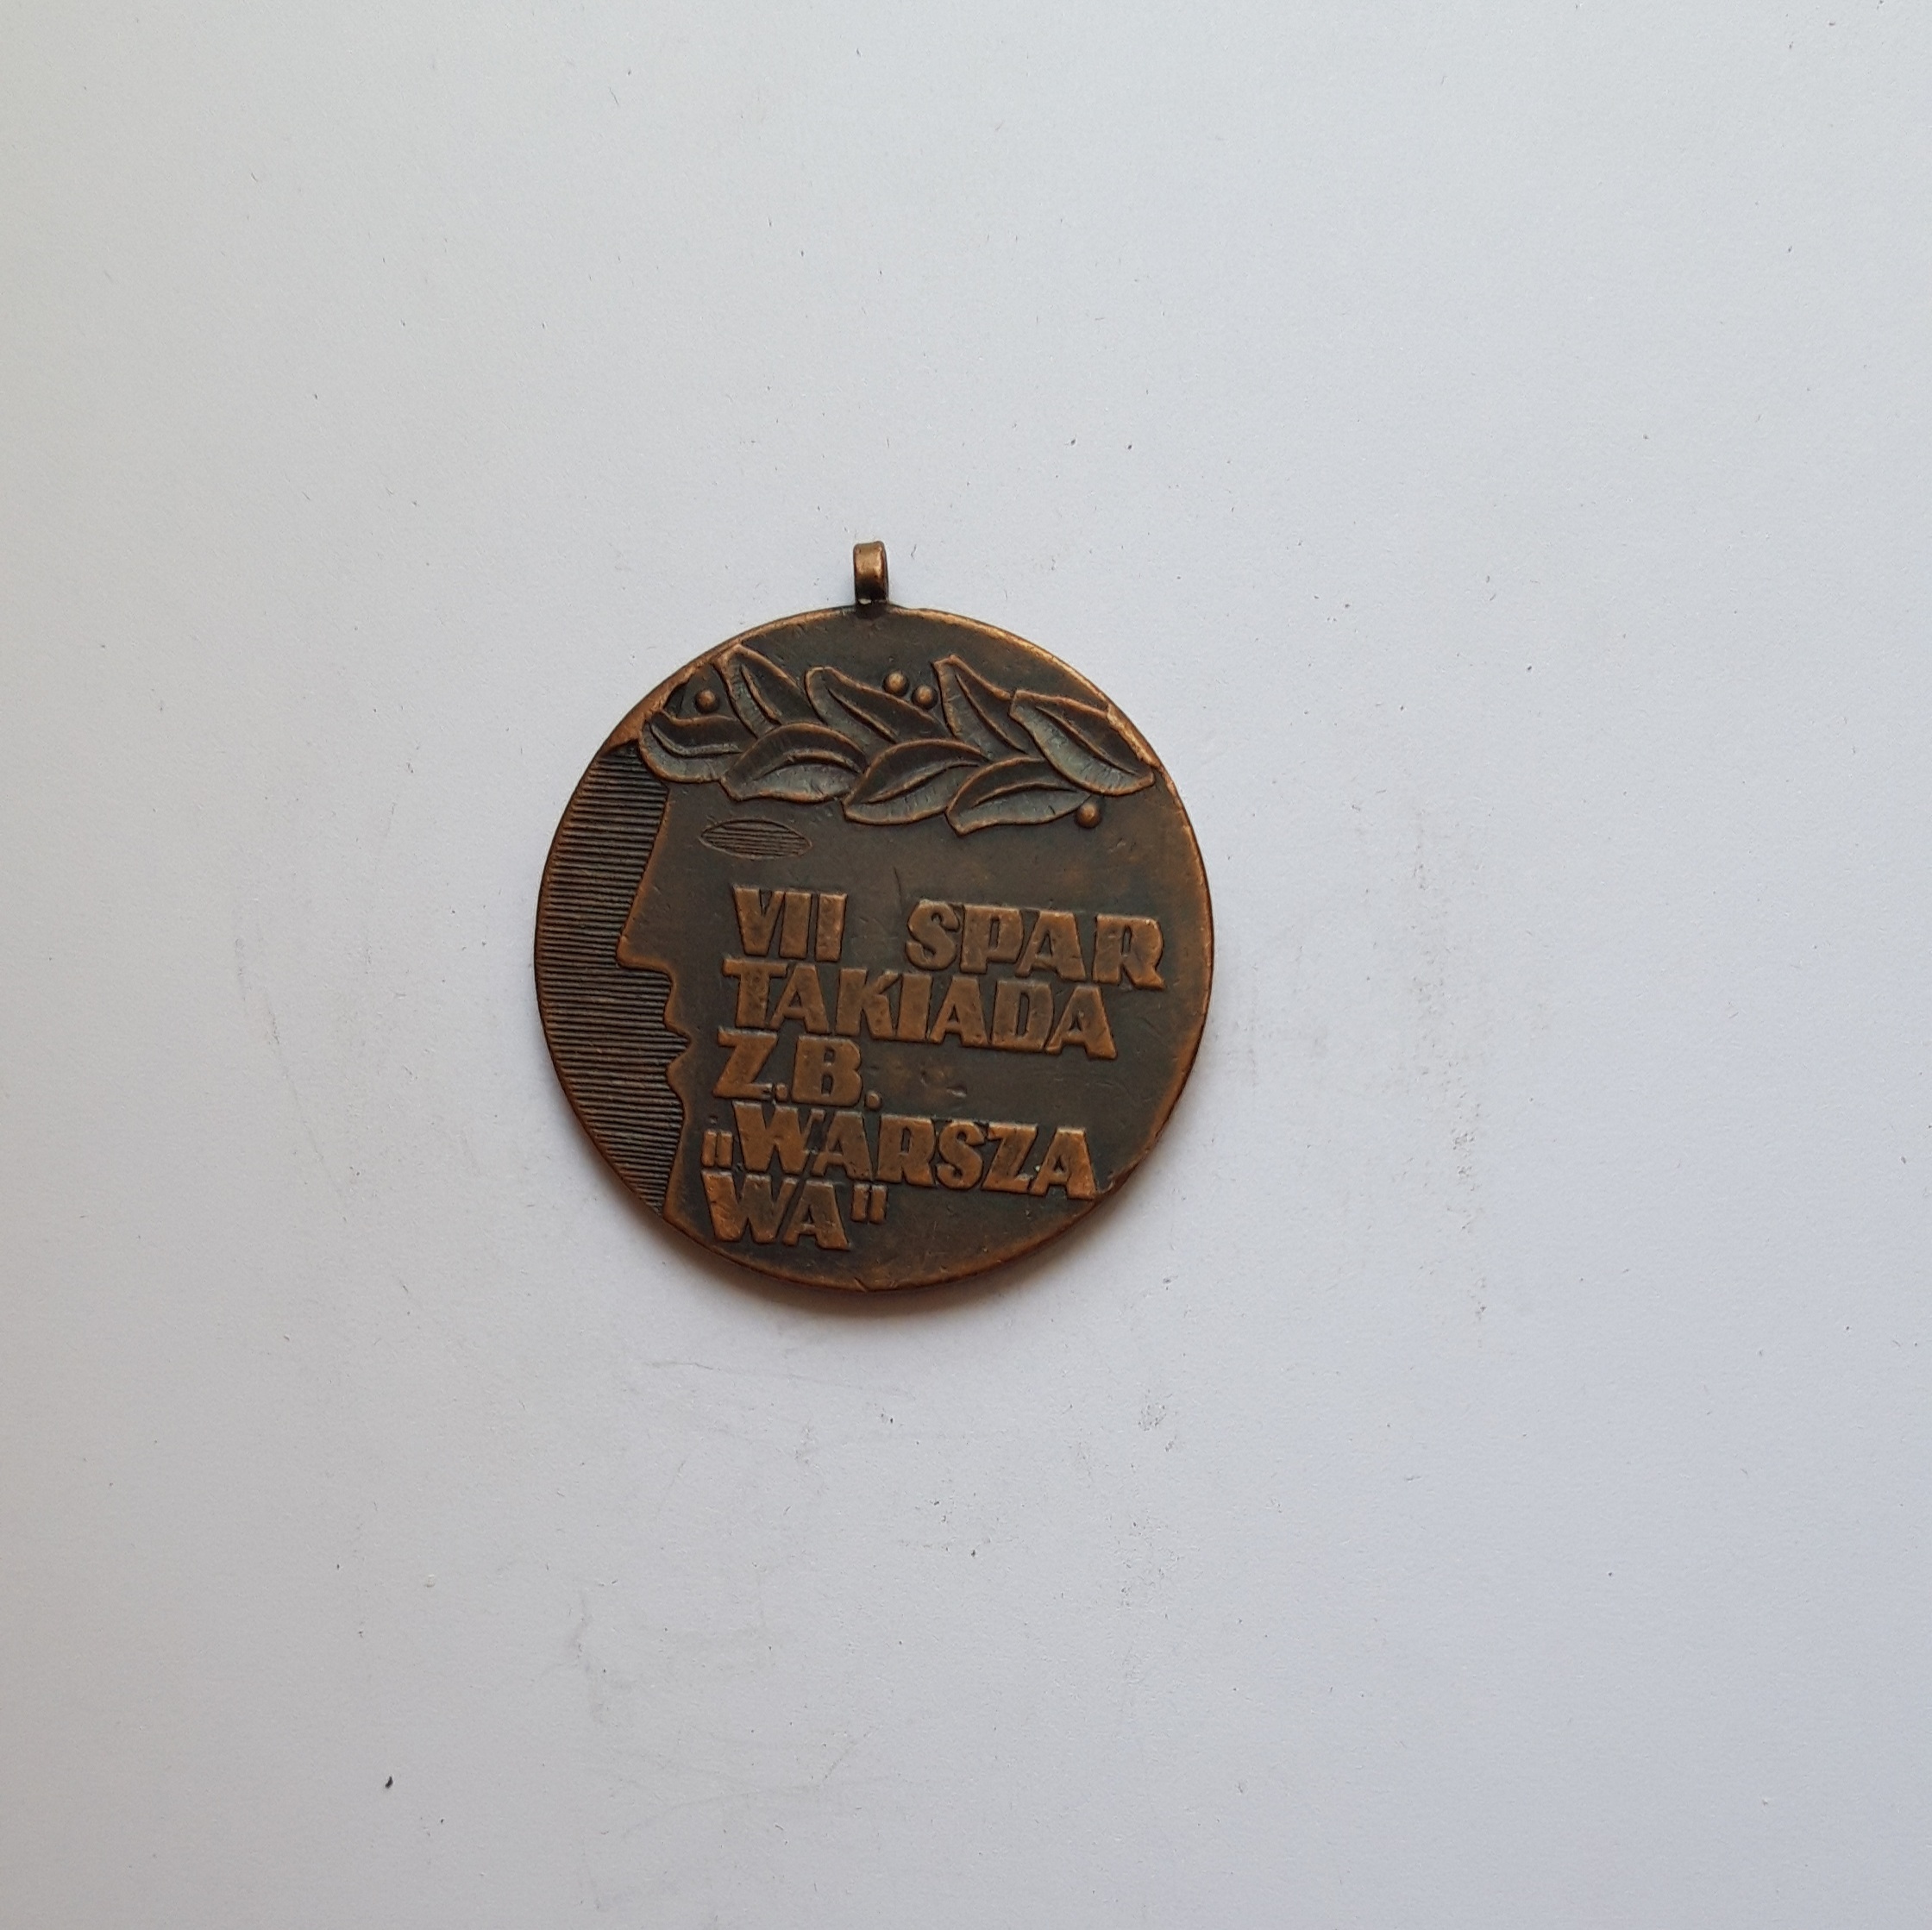 VII SPAR
TAKIADA
Z.B.
"WARSZA
WA"